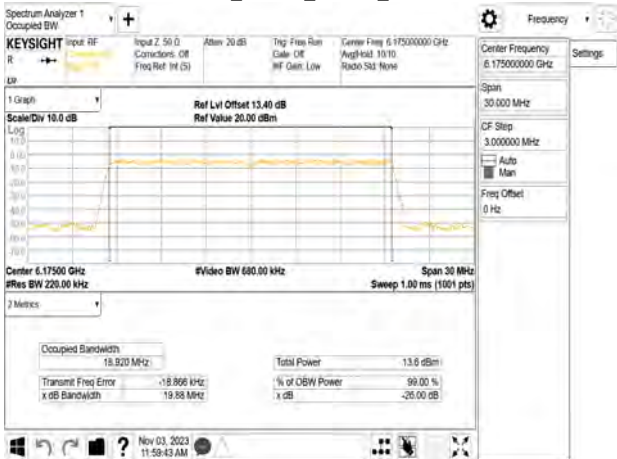 Spectrum Analyzer 1
Occupied BW
Frequency
KEYSIGHT Input: RF
R
Input Z: 50 Ω
Corrections: Off
Freq Ref: Int (S)
Atten: 20 dB
Trig: Free Run
Gate: Off
#IF Gain: Low
Center Freq: 6.175000000 GHz
Avg|Hold: 10/10
Radio Std: None
1 Graph
Scale/Div 10.0 dB
Ref Lvl Offset 13.40 dB
Ref Value 20.00 dBm
Log
Center 6.17500 GHz
#Res BW 220.00 kHz
#Video BW 680.00 kHz
Span 30 MHz
Sweep 1.00 ms (1001 pts)
2 Metrics
Occupied Bandwidth
18.920 MHz
Total Power 13.6 dBm
Transmit Freq Error -18.866 kHz
% of OBW Power 99.00 %
x dB Bandwidth 19.88 MHz
x dB -26.00 dB
Nov 03, 2023
11:59:43 AM
Center Frequency
6.175000000 GHz
Settings
Span
30.000 MHz
CF Step
3.000000 MHz
Auto
Man
Freq Offset
0 Hz